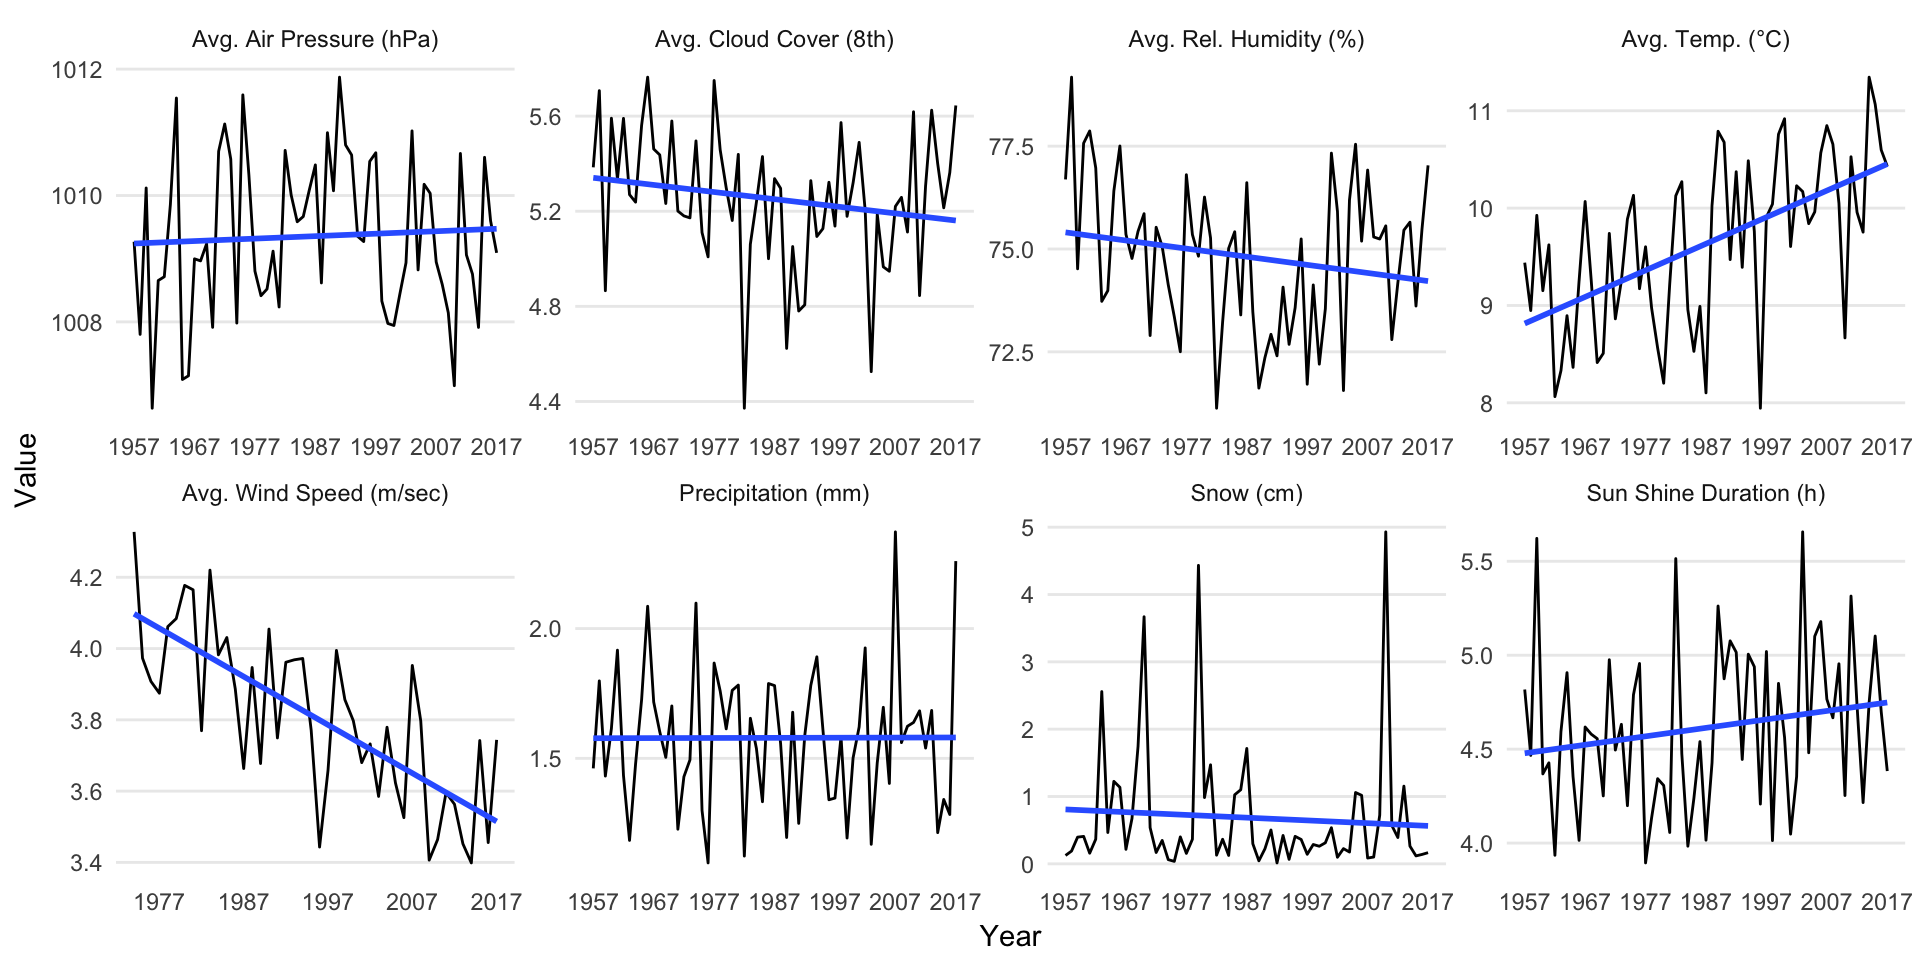 Avg. Air Pressure (hPa)
Avg. Cloud Cover (8th)
Avg. Rel. Humidity (%)
Avg. Temp. (°C)
1012
1010
1008
5.6
5.2
4.8
4.4
77.5
75.0
72.5
11
10
9
8
1957 1967 1977 1987 1997 2007 2017
1957 1967 1977 1987 1997 2007 2017
1957 1967 1977 1987 1997 2007 2017
1957 1967 1977 1987 1997 2007 2017
Value
Avg. Wind Speed (m/sec)
Precipitation (mm)
Snow (cm)
Sun Shine Duration (h)
4.2
4.0
3.8
3.6
3.4
2.0
1.5
5
4
3
2
1
0
5.5
5.0
4.5
4.0
1977 1987 1997 2007 2017
1957 1967 1977 1987 1997 2007 2017
1957 1967 1977 1987 1997 2007 2017
1957 1967 1977 1987 1997 2007 2017
Year